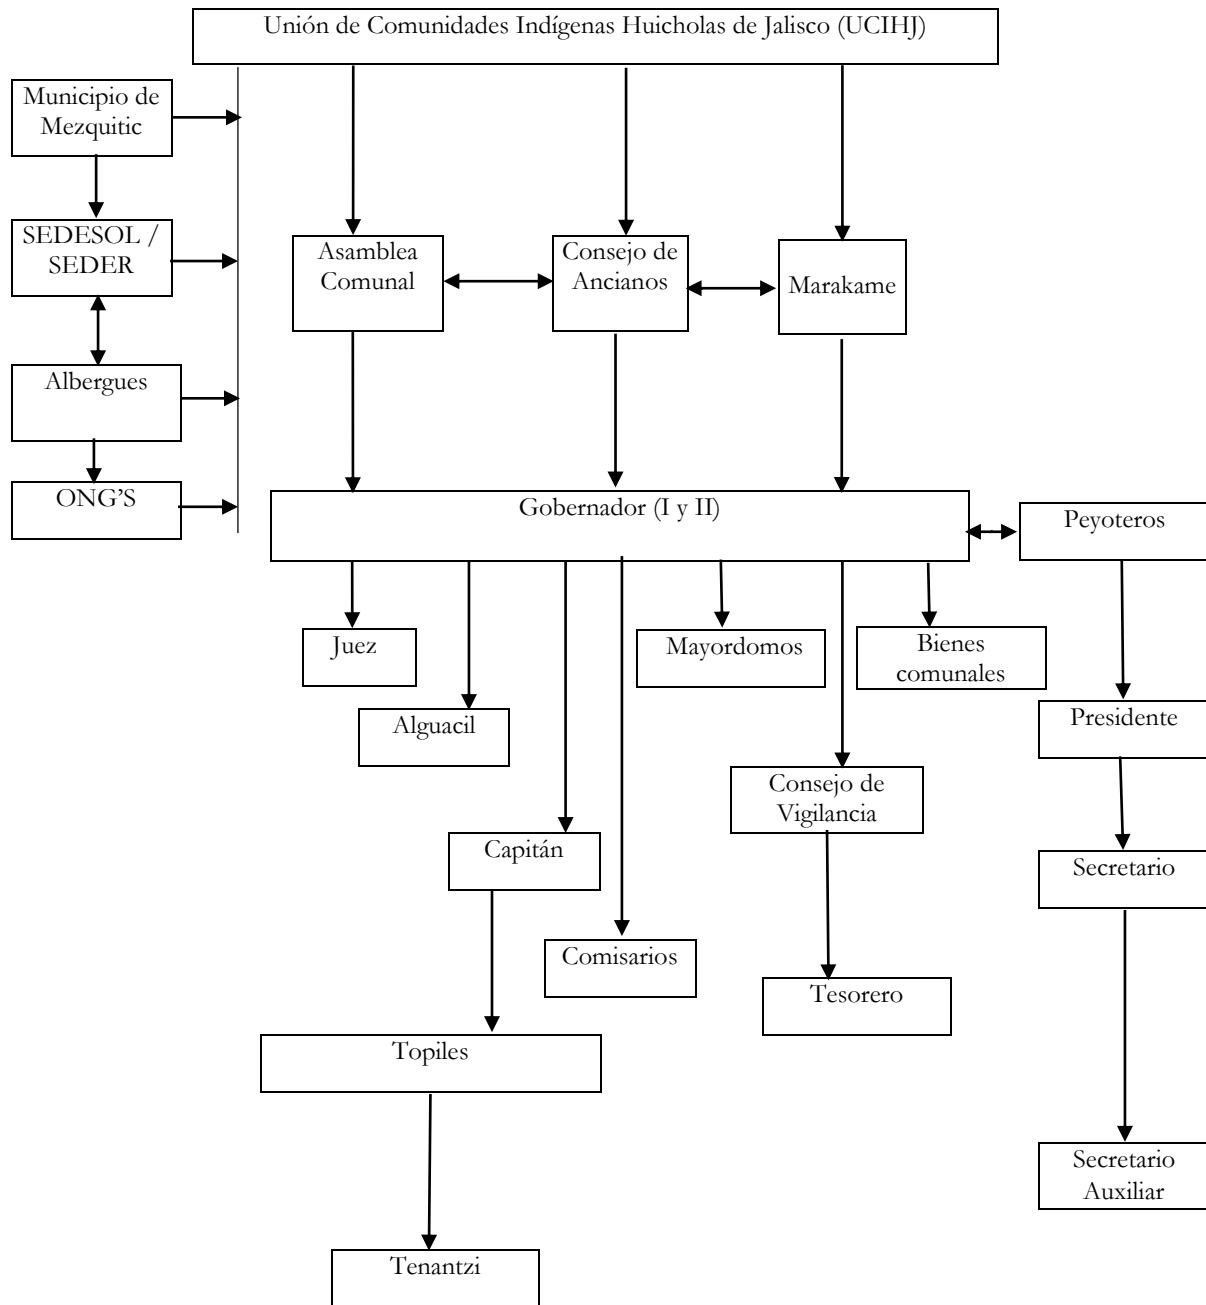 Unión de Comunidades Indígenas Huicholas de Jalisco (UCIHJ)
Municipio de
Mezquitic
SEDESOL /
SEDER
Albergues
ONG'S
Asamblea
Comunal
Consejo de
Ancianos
Marakame
Gobernador (I y II)
Peyoteros
Juez
Mayordomos
Bienes
comunales
Alguacil
Presidente
Consejo de
Vigilancia
Capitán
Secretario
Comisarios
Tesorero
Topiles
Secretario
Auxiliar
Tenantzi